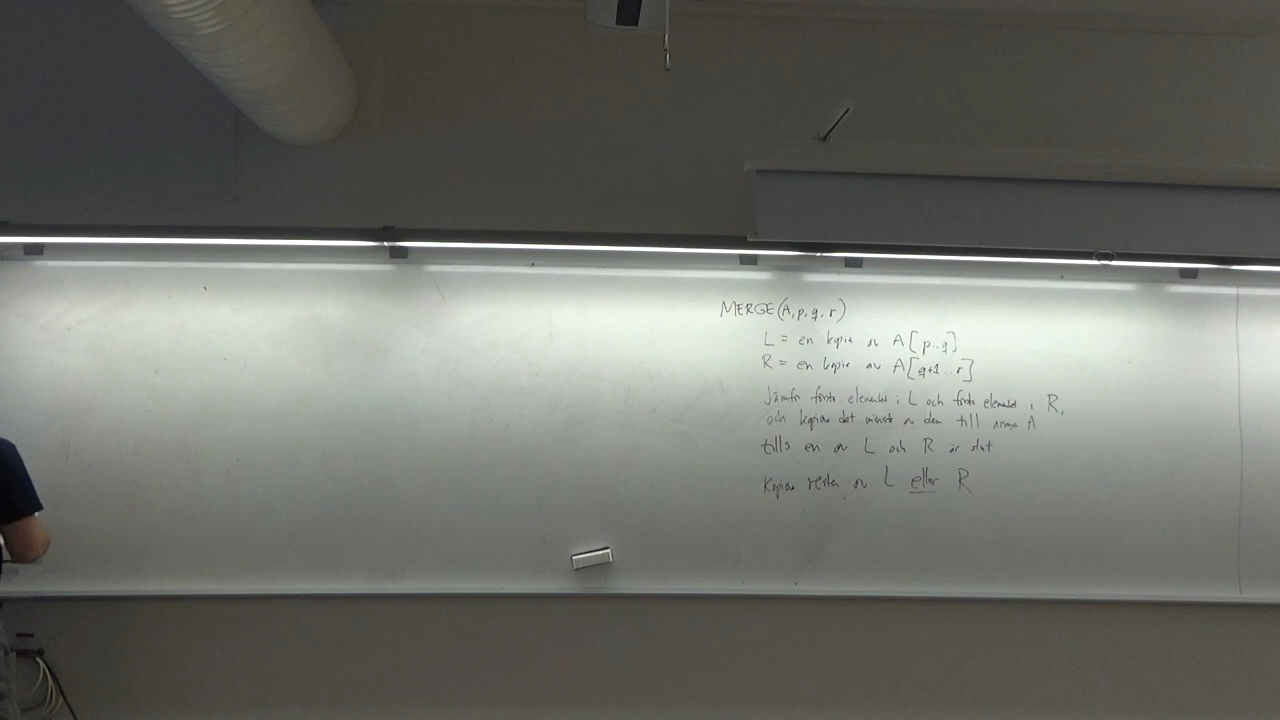 MERGE(A, p, q, r)
L = en kopia av A[p..q]
R = en kopia av A[q+1..r]
Jämför första elementet i L och första elementet i R,
och kopiera det minsta av dem till A
tills en av L och R är slut
Kopiera resten av L eller R